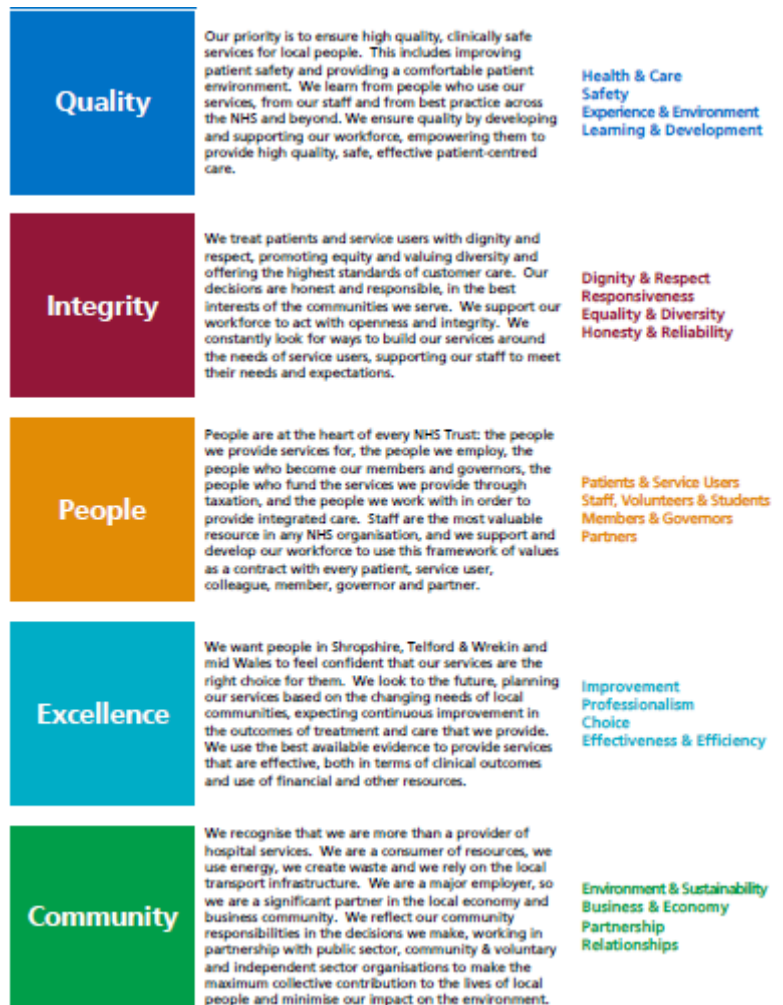 Quality
Our priority is to ensure high quality, clinically safe
services for local people. This includes improving
patient safety and providing a comfortable patient
environment. We learn from people who use our
services, from our staff and from best practice across
the NHS and beyond. We ensure quality by developing
and supporting our workforce, empowering them to
provide high quality, safe, effective patient-centred
care.
Health & Care
Safety
Experience & Environment
Learning & Development
Integrity
We treat patients and service users with dignity and
respect, promoting equity and valuing diversity and
offering the highest standards of customer care. Our
decisions are honest and responsible, in the best
interests of the communities we serve. We support our
workforce to act with openness and integrity. We
constantly look for ways to build our services around
the needs of service users, supporting our staff to meet
their needs and expectations.
Dignity & Respect
Responsiveness
Equality & Diversity
Honesty & Reliability
People
People are at the heart of every NHS Trust: the people
we provide services for, the people we employ, the
people who become our members and governors, the
people who fund the services we provide through
taxation, and the people we work with in order to
provide integrated care. Staff are the most valuable
resource in any NHS organisation, and we support and
develop our workforce to use this framework of values
as a contract with every patient, service user,
colleague, member, governor and partner.
Patients & Service Users
Staff, Volunteers & Students
Members & Governors
Partners
Excellence
We want people in Shropshire, Telford & Wrekin and
mid Wales to feel confident that our services are the
right choice for them. We look to the future, planning
our services based on the changing needs of local
communities, expecting continuous improvement in
the outcomes of treatment and care that we provide.
We use the best available evidence to provide services
that are effective, both in terms of clinical outcomes
and use of financial and other resources.
Improvement
Professionalism
Choice
Effectiveness & Efficiency
Community
We recognise that we are more than a provider of
hospital services. We are a consumer of resources, we
use energy, we create waste and we rely on the local
transport infrastructure. We are a major employer, so
we are a significant partner in the local economy and
business community. We reflect our community
responsibilities in the decisions we make, working in
partnership with public sector, community & voluntary
and independent sector organisations to make the
maximum collective contribution to the lives of local
people and minimise our impact on the environment.
Environment & Sustainability
Business & Economy
Partnership
Relationships